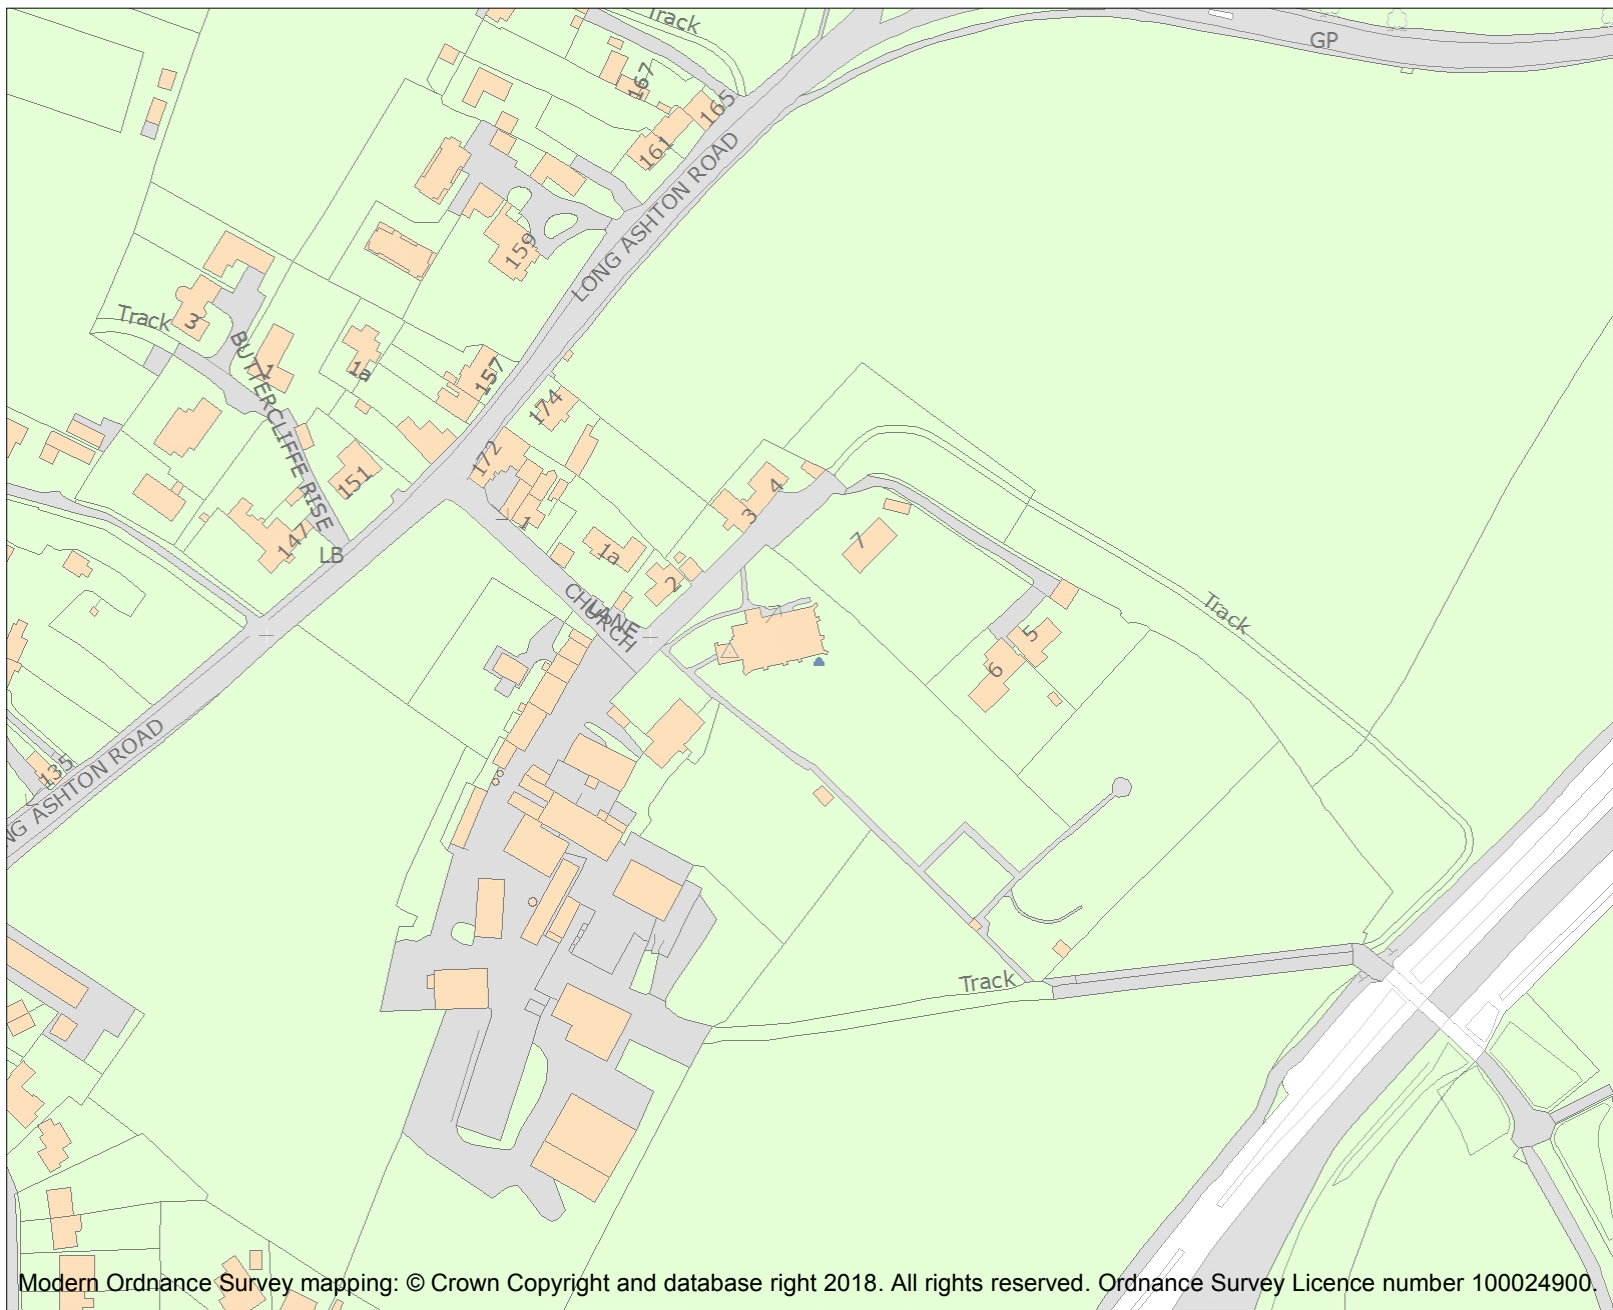 Track
GP
167
165
161
LONG ASHTON ROAD
159
Track
3
BUTTERCLIFFE RISE
1
1a
157
174
172
151
147
LB
1
1a
4
3
2
7
CHURCH
LANE
Track
5
6
135
NG ASHTON ROAD
Track
Modern Ordnance Survey mapping: © Crown Copyright and database right 2018. All rights reserved. Ordnance Survey Licence number 100024900.